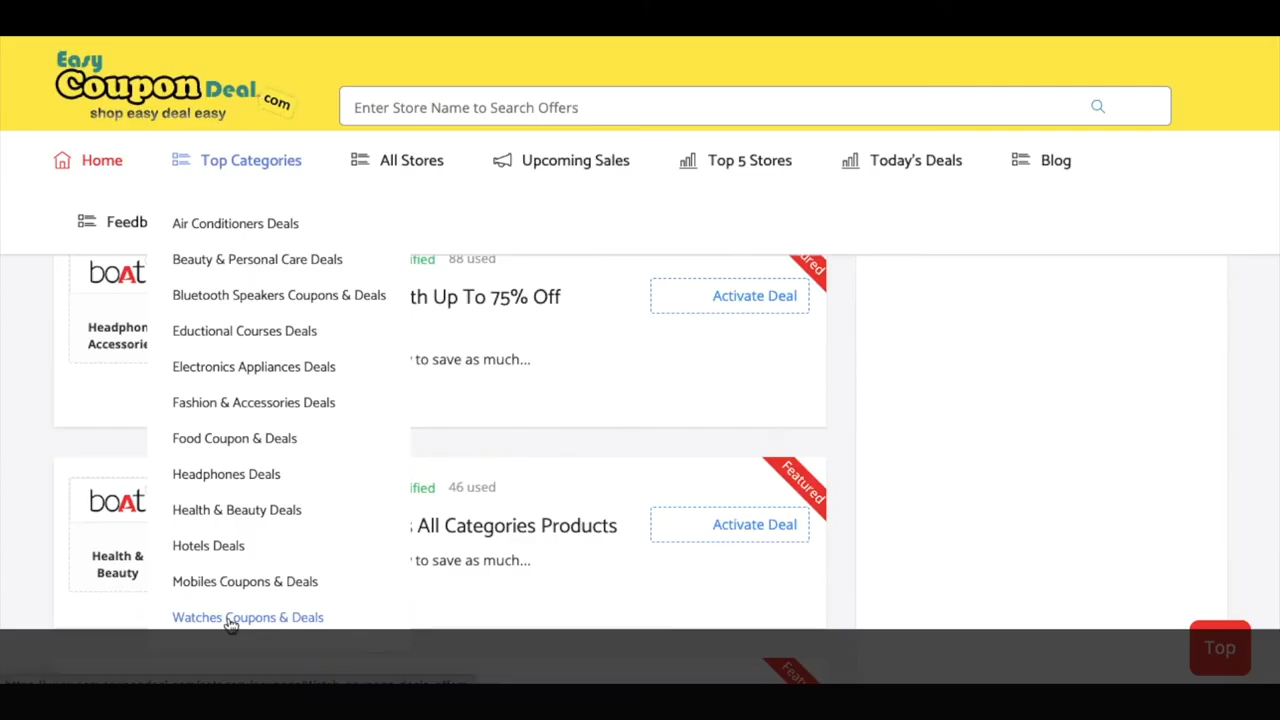 Easy
Coupon Deal.com
shop easy deal easy
Enter Store Name to Search Offers
Home
Top Categories
All Stores
Upcoming Sales
Top 5 Stores
Today's Deals
Blog
Feedb
Air Conditioners Deals
Beauty & Personal Care Deals
Bluetooth Speakers Coupons & Deals
Eductional Courses Deals
Electronics Appliances Deals
Fashion & Accessories Deals
Food Coupon & Deals
Headphones Deals
Health & Beauty Deals
Hotels Deals
Mobiles Coupons & Deals
Watches Coupons & Deals
boAt
Headphon
Accessorie
ified 88 used
th Up To 75% Off
to save as much...
Activate Deal
ured
boAt
Health &
Beauty
ified 46 used
All Categories Products
to save as much...
Activate Deal
Featured
Top
Fea